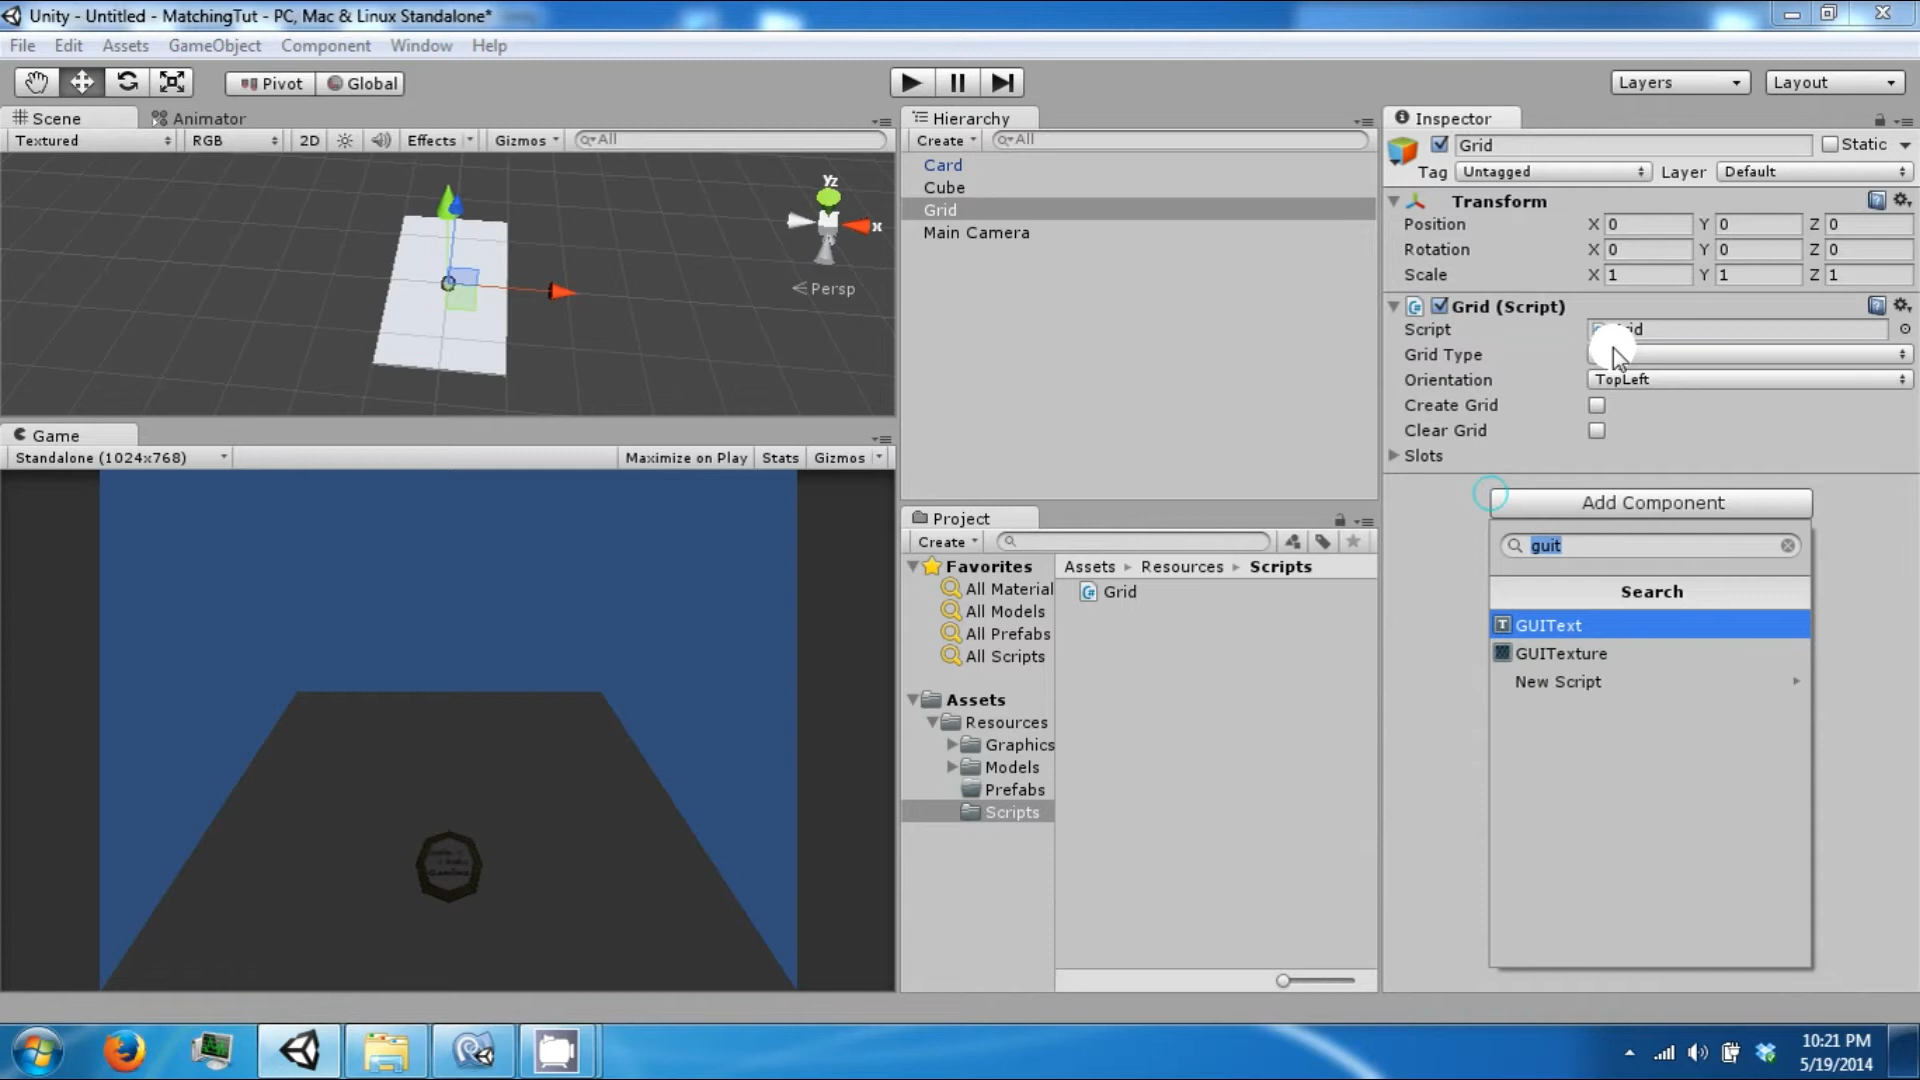 Unity - Untitled - MatchingTut - PC, Mac & Linux Standalone*
File Edit Assets GameObject Component Window Help
Pivot Global Layers Layout
Scene Animator
Textured RGB 2D Effects Gizmos All
Yz
x
Persp
Game
Standalone (1024x768) Maximize on Play Stats Gizmos
Hierarchy
Create All
Card
Cube
Grid
Main Camera
Project
Create
Favorites
All Material
All Models
All Prefabs
All Scripts
Assets
Resources
Graphics
Models
Prefabs
Scripts
Assets Resources Scripts
Grid
Inspector
Grid Static
Tag Untagged Layer Default
Transform
Position X 0 Y 0 Z 0
Rotation X 0 Y 0 Z 0
Scale X 1 Y 1 Z 1
Grid (Script)
Script
Grid Type
Orientation TopLeft
Create Grid
Clear Grid
Slots
Add Component
guit
Search
GUIText
GUITexture
New Script
10:21 PM
5/19/2014